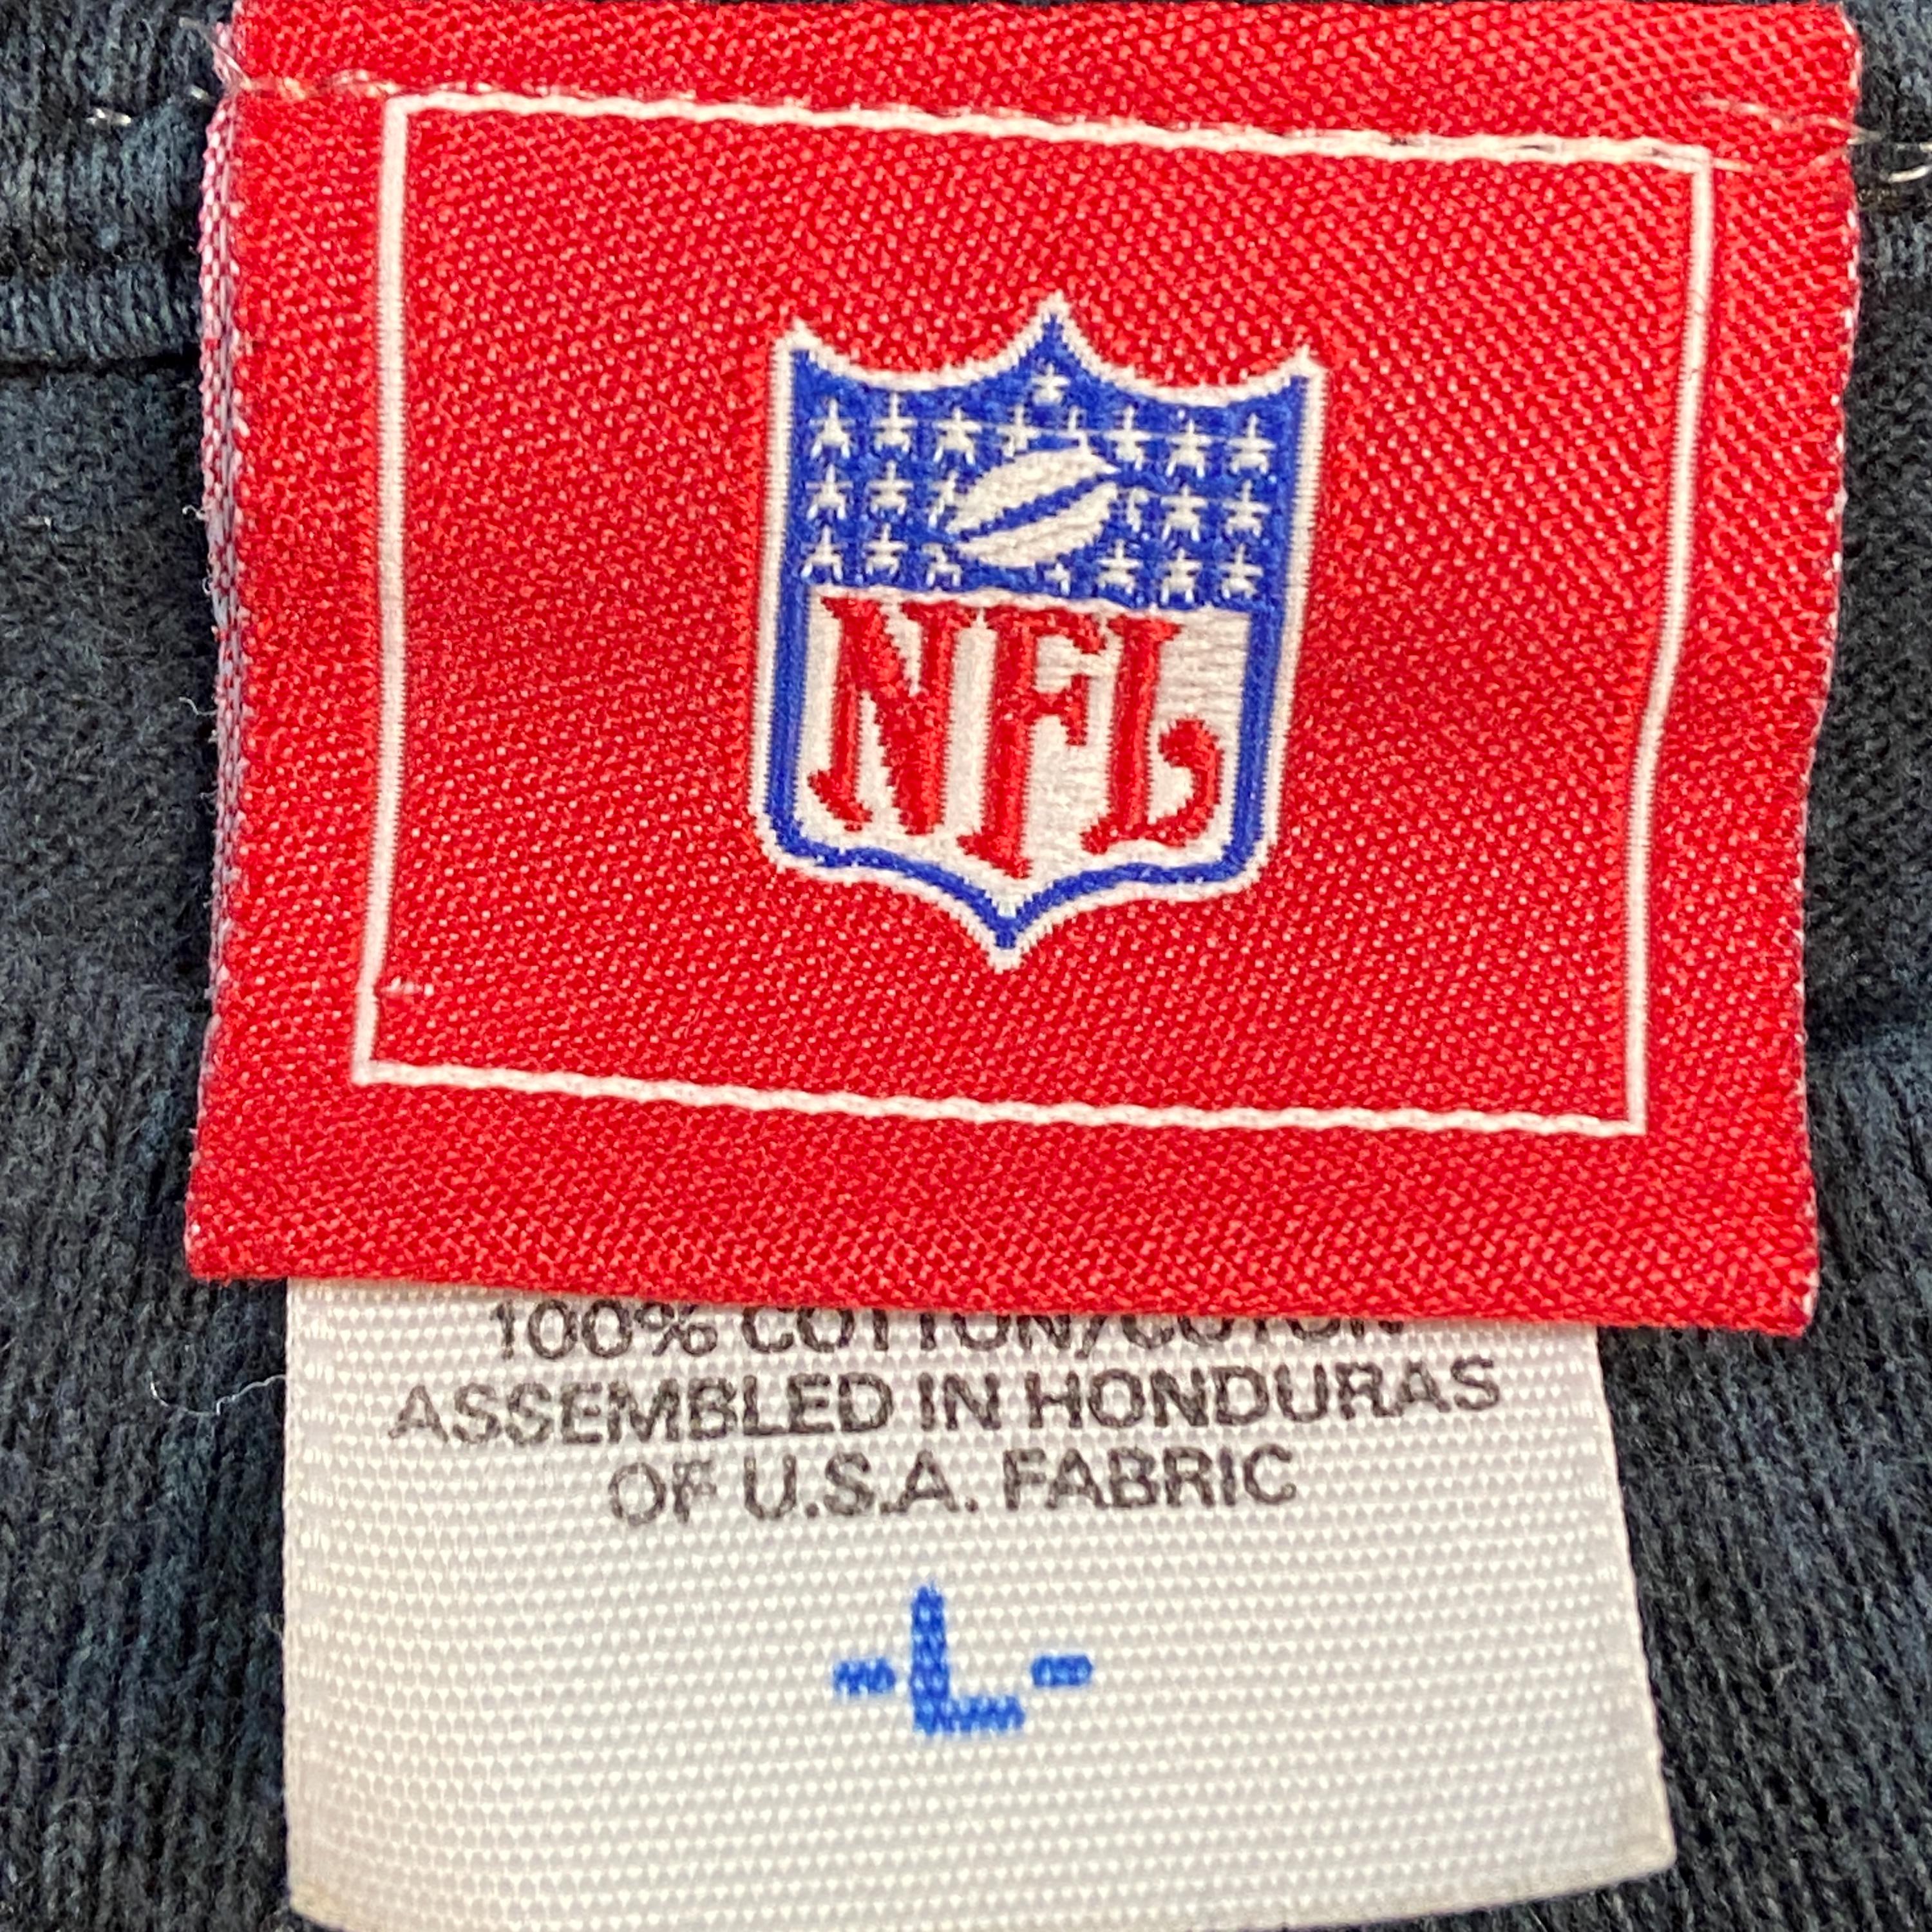 NFL
100% COTTON/COTON
ASSEMBLED IN HONDURAS
OF U.S.A. FABRIC
-L-